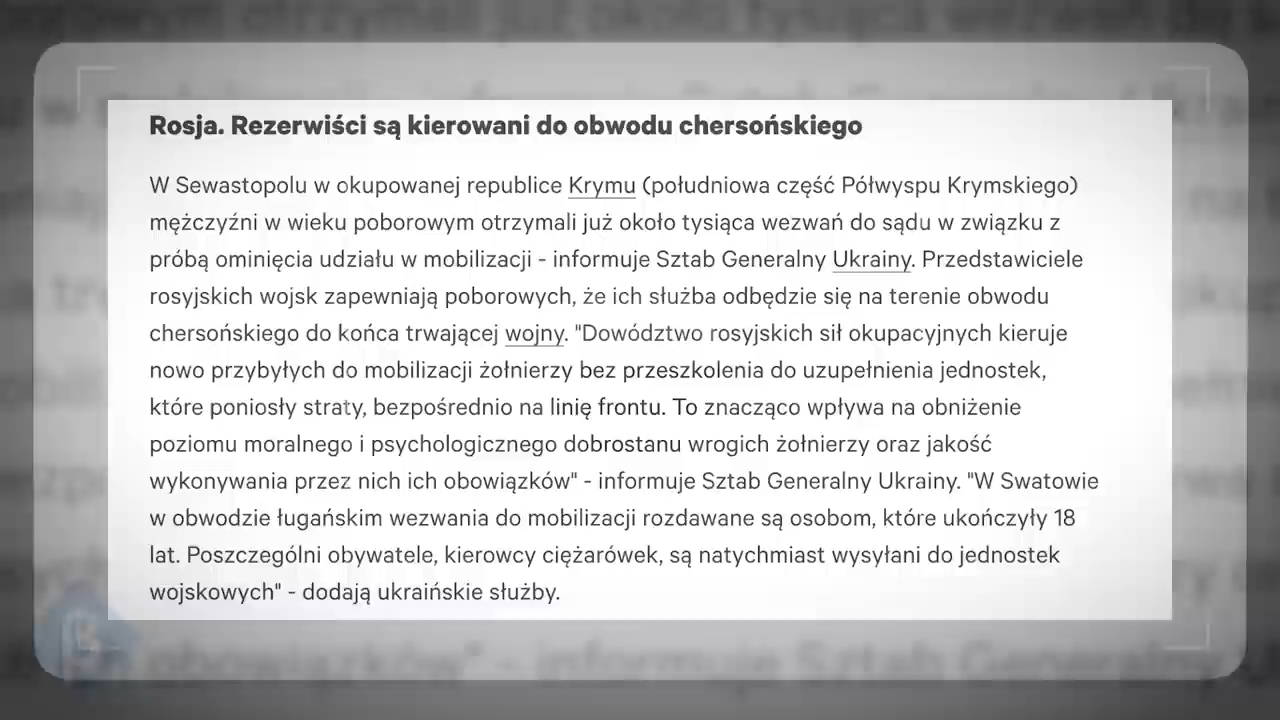 Rosja. Rezerwiści są kierowani do obwodu chersońskiego
W Sewastopolu w okupowanej republice Krymu (południowa część Półwyspu Krymskiego)
mężczyźni w wieku poborowym otrzymali już około tysiąca wezwań do sądu w związku z
próbą ominięcia udziału w mobilizacji - informuje Sztab Generalny Ukrainy. Przedstawiciele
rosyjskich wojsk zapewniają poborowych, że ich służba odbędzie się na terenie obwodu
chersońskiego do końca trwającej wojny. "Dowództwo rosyjskich sił okupacyjnych kieruje
nowo przybyłych do mobilizacji żołnierzy bez przeszkolenia do uzupełnienia jednostek,
które poniosły straty, bezpośrednio na linię frontu. To znacząco wpływa na obniżenie
poziomu moralnego i psychologicznego dobrostanu wrogich żołnierzy oraz jakość
wykonywania przez nich ich obowiązków" - informuje Sztab Generalny Ukrainy. "W Swatowie
w obwodzie ługańskim wezwania do mobilizacji rozdawane są osobom, które ukończyły 18
lat. Poszczególni obywatele, kierowcy ciężarówek, są natychmiast wysyłani do jednostek
wojskowych" - dodają ukraińskie służby.